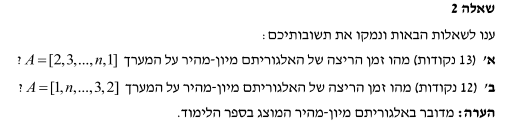 שאלה 2
ענו לשאלות הבאות ונמקו את תשובותיכם:
א׳ (13 נקודות) מהו זמן הריצה של האלגוריתם מיון-מהיר על המערך A=[2,3,...,n,1] ?
ב׳ (12 נקודות) מהו זמן הריצה של האלגוריתם מיון-מהיר על המערך A=[1,n,...,3,2] ?
הערה: מדובר באלגוריתם מיון-מהיר המוצג בספר הלימוד.